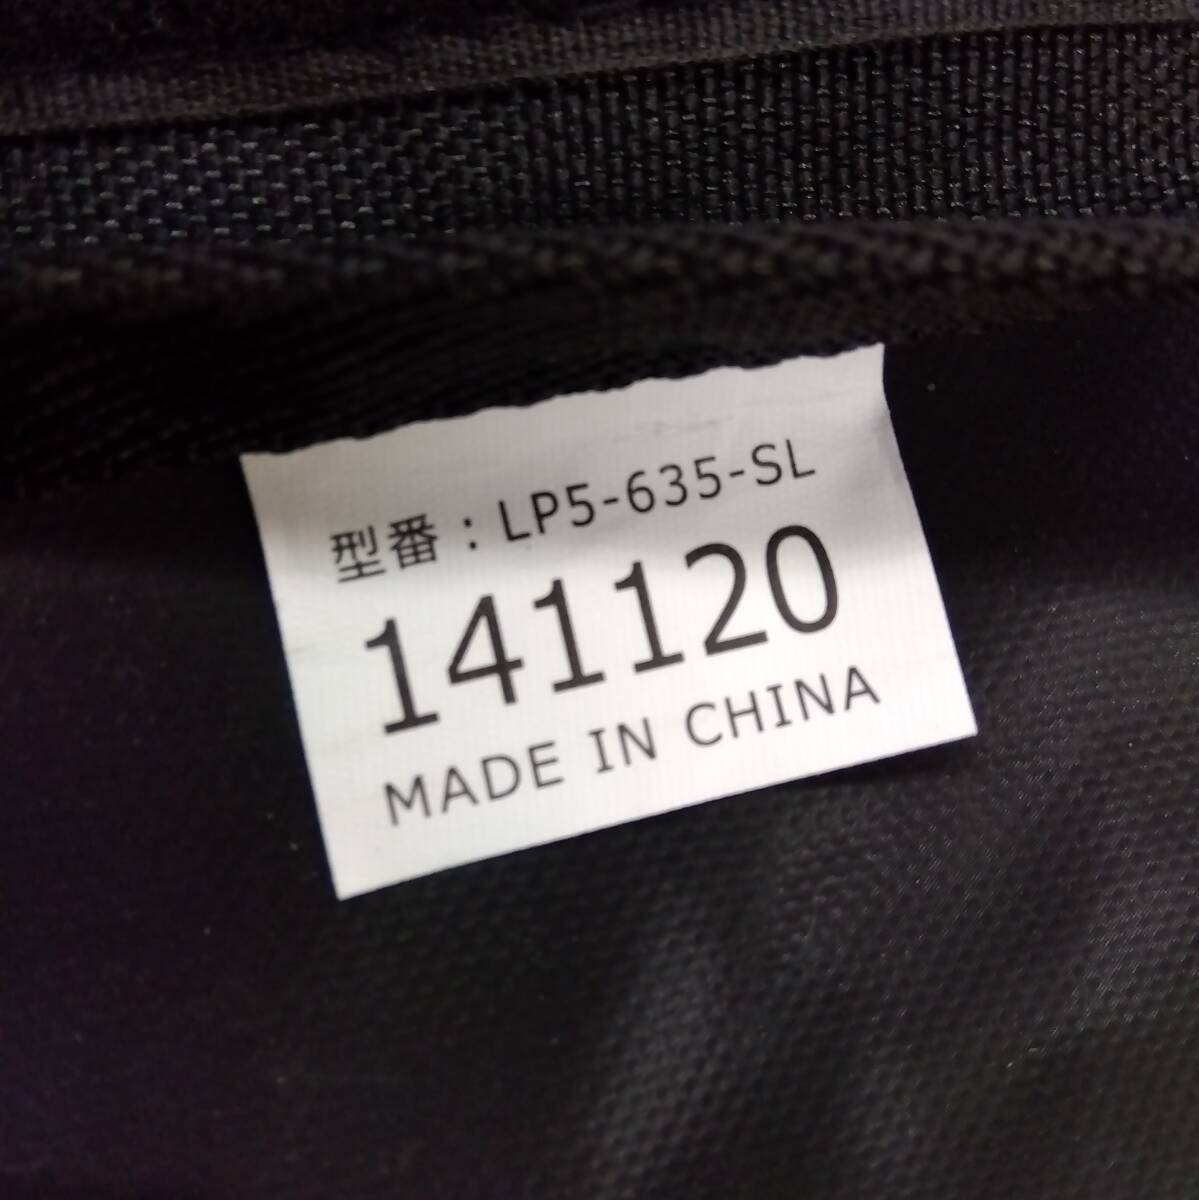 型番：LP5-635-SL
141120
MADE IN CHINA